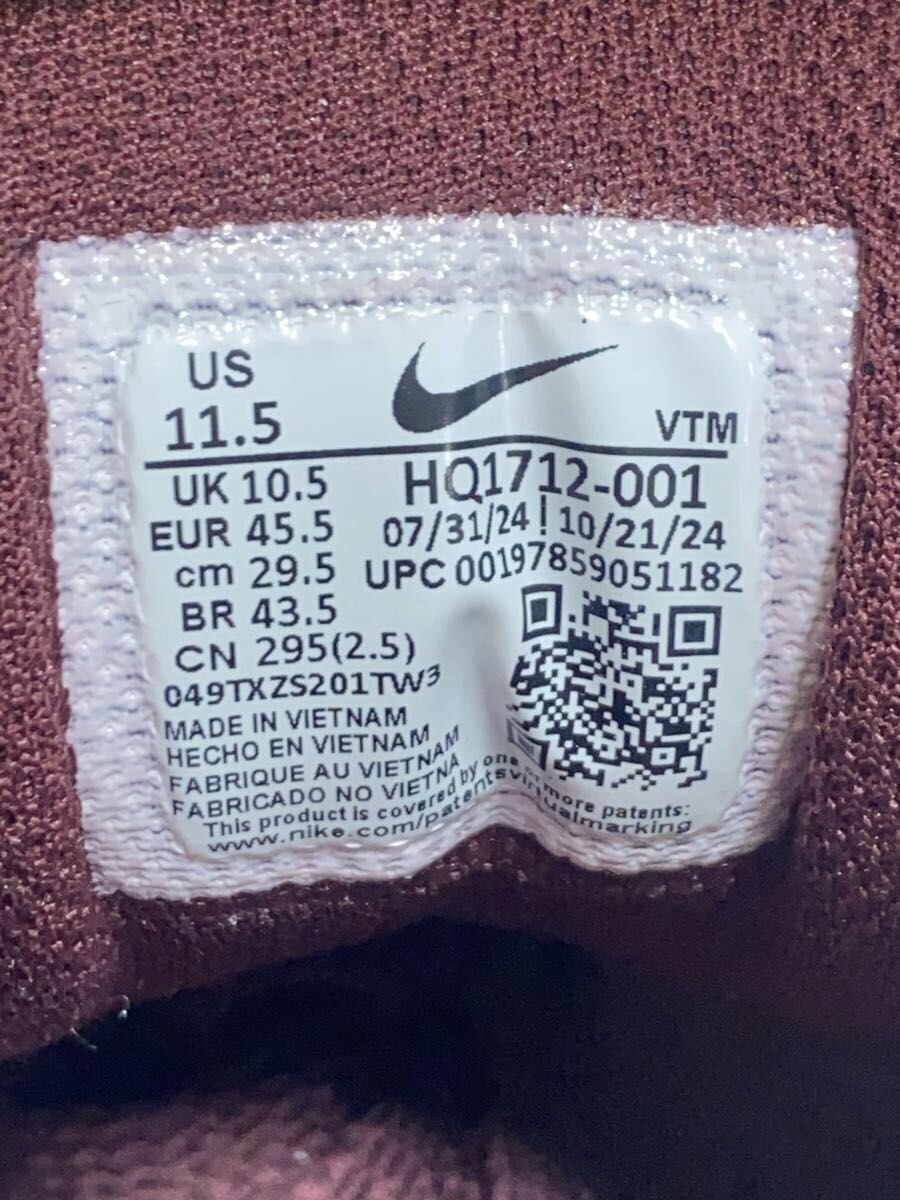 US
11.5
VTM
UK 10.5
HQ1712-001
EUR 45.5
07/31/24 ! 10/21/24
cm 29.5
UPC 00197859051182
BR 43.5
CN 295(2.5)
049TXZS201TW3
MADE IN VIETNAM
HECHO EN VIETNAM
FABRIQUE AU VIETNAM
FABRICADO NO VIETNA
This product is covered by one or more patents:
www.nike.com/patentsvirtualmarking